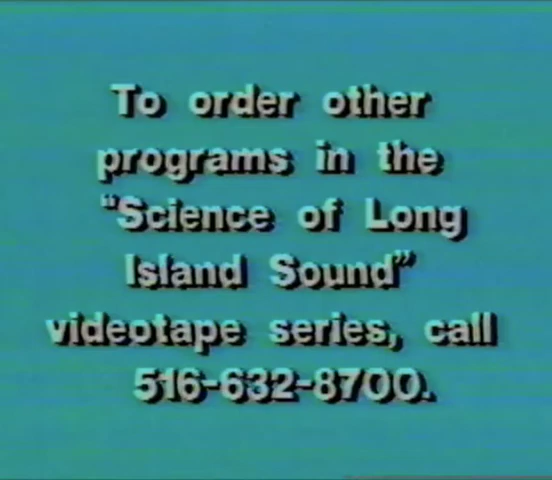 To order other
programs in the
“Science of Long
Island Sound”
videotape series, call
516-632-8700.